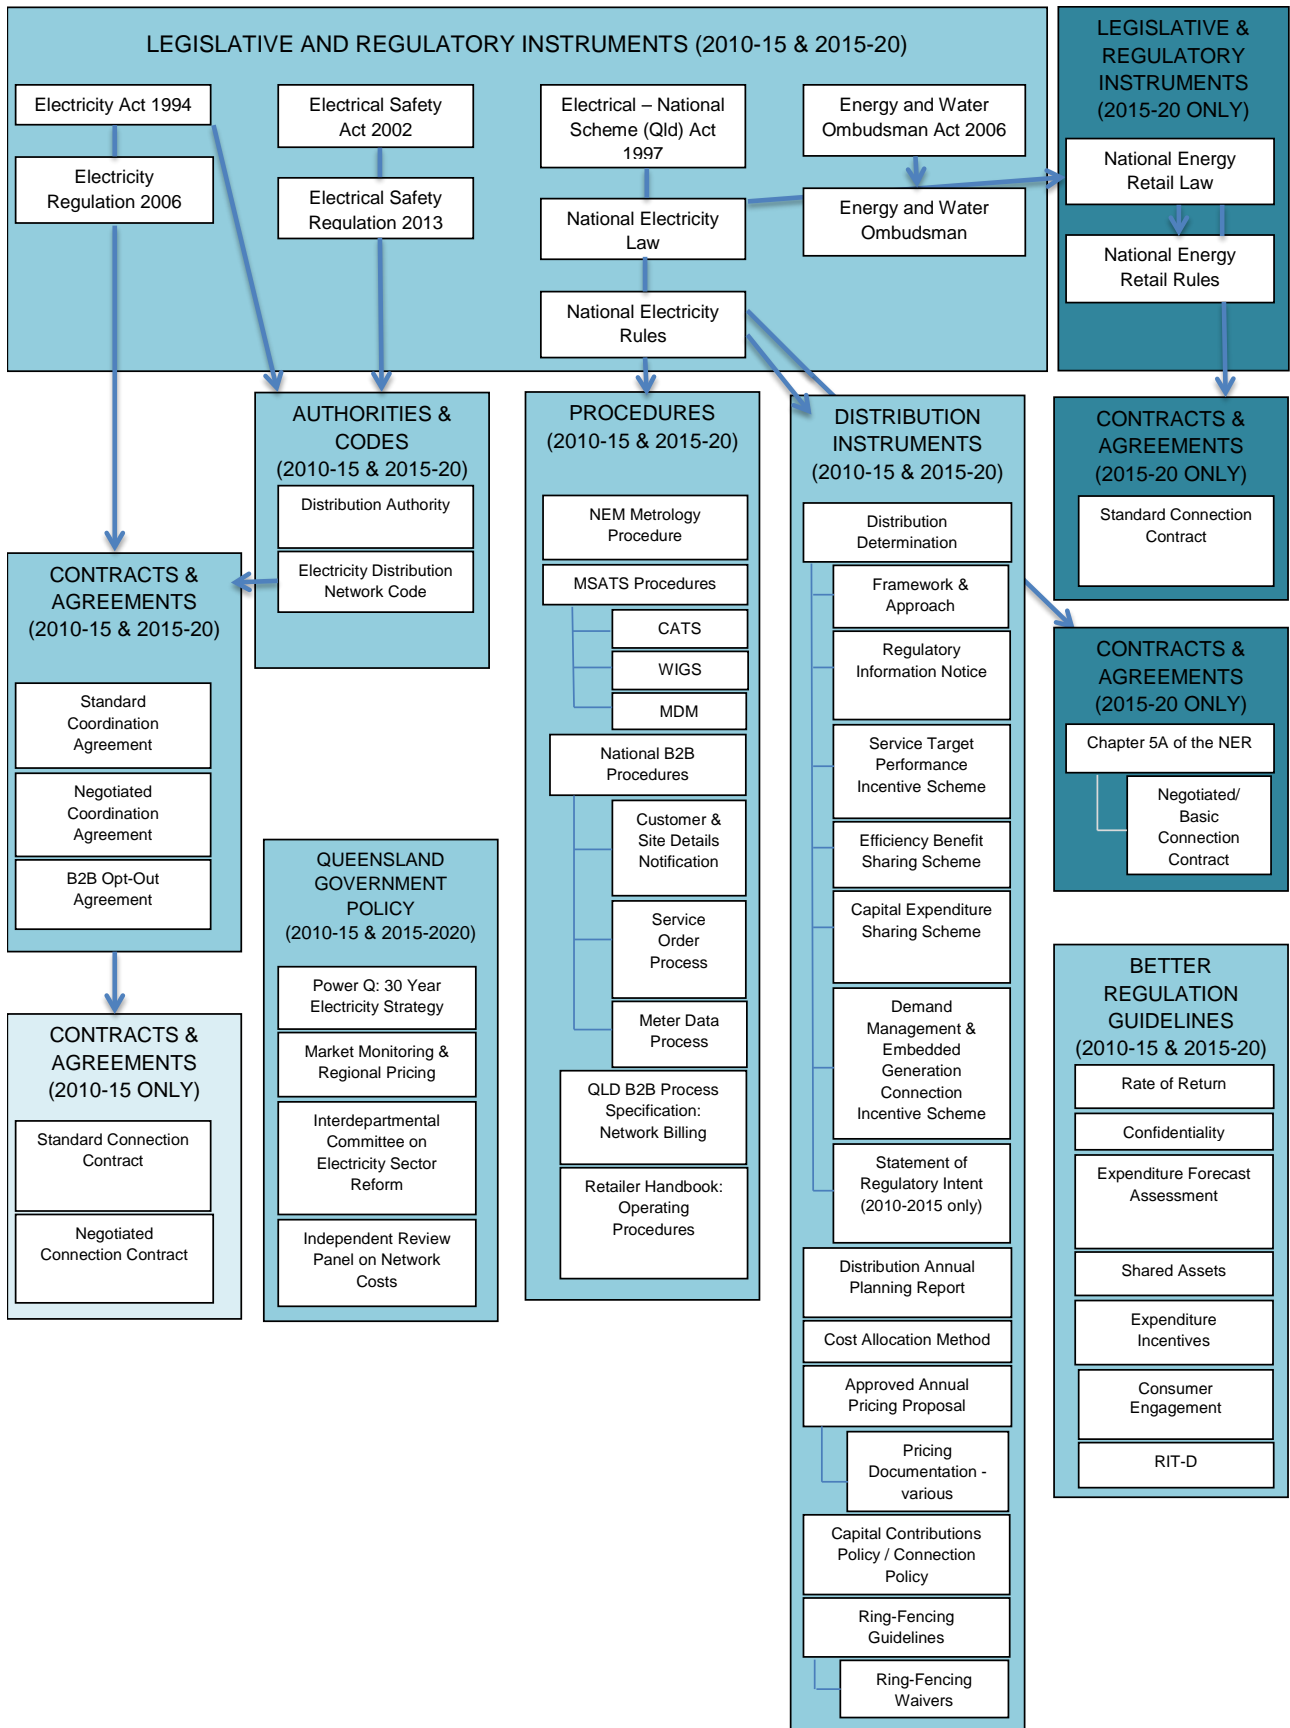 LEGISLATIVE AND REGULATORY INSTRUMENTS (2010-15 & 2015-20)
Electricity Act 1994
Electricity
Regulation 2006
Electrical Safety
Act 2002
Electrical Safety
Regulation 2013
Electrical – National
Scheme (Qld) Act
1997
National Electricity
Law
National Electricity
Rules
Energy and Water
Ombudsman Act 2006
Energy and Water
Ombudsman
LEGISLATIVE &
REGULATORY
INSTRUMENTS
(2015-20 ONLY)
National Energy
Retail Law
National Energy
Retail Rules
CONTRACTS &
AGREEMENTS
(2010-15 & 2015-20)
Standard
Coordination
Agreement
Negotiated
Coordination
Agreement
B2B Opt-Out
Agreement
CONTRACTS &
AGREEMENTS
(2010-15 ONLY)
Standard Connection
Contract
Negotiated
Connection Contract
AUTHORITIES &
CODES
(2010-15 & 2015-20)
Distribution Authority
Electricity Distribution
Network Code
QUEENSLAND
GOVERNMENT
POLICY
(2010-15 & 2015-2020)
Power Q: 30 Year
Electricity Strategy
Market Monitoring &
Regional Pricing
Interdepartmental
Committee on
Electricity Sector
Reform
Independent Review
Panel on Network
Costs
PROCEDURES
(2010-15 & 2015-20)
NEM Metrology
Procedure
MSATS Procedures
CATS
WIGS
MDM
National B2B
Procedures
Customer &
Site Details
Notification
Service
Order
Process
Meter Data
Process
QLD B2B Process
Specification:
Network Billing
Retailer Handbook:
Operating
Procedures
DISTRIBUTION
INSTRUMENTS
(2010-15 & 2015-20)
Distribution
Determination
Framework &
Approach
Regulatory
Information Notice
Service Target
Performance
Incentive Scheme
Efficiency Benefit
Sharing Scheme
Capital Expenditure
Sharing Scheme
Demand
Management &
Embedded
Generation
Connection
Incentive Scheme
Statement of
Regulatory Intent
(2010-2015 only)
Distribution Annual
Planning Report
Cost Allocation Method
Approved Annual
Pricing Proposal
Pricing
Documentation -
various
Capital Contributions
Policy / Connection
Policy
Ring-Fencing
Guidelines
Ring-Fencing
Waivers
CONTRACTS &
AGREEMENTS
(2015-20 ONLY)
Standard Connection
Contract
CONTRACTS &
AGREEMENTS
(2015-20 ONLY)
Chapter 5A of the NER
Negotiated/
Basic
Connection
Contract
BETTER
REGULATION
GUIDELINES
(2010-15 & 2015-20)
Rate of Return
Confidentiality
Expenditure Forecast
Assessment
Shared Assets
Expenditure
Incentives
Consumer
Engagement
RIT-D